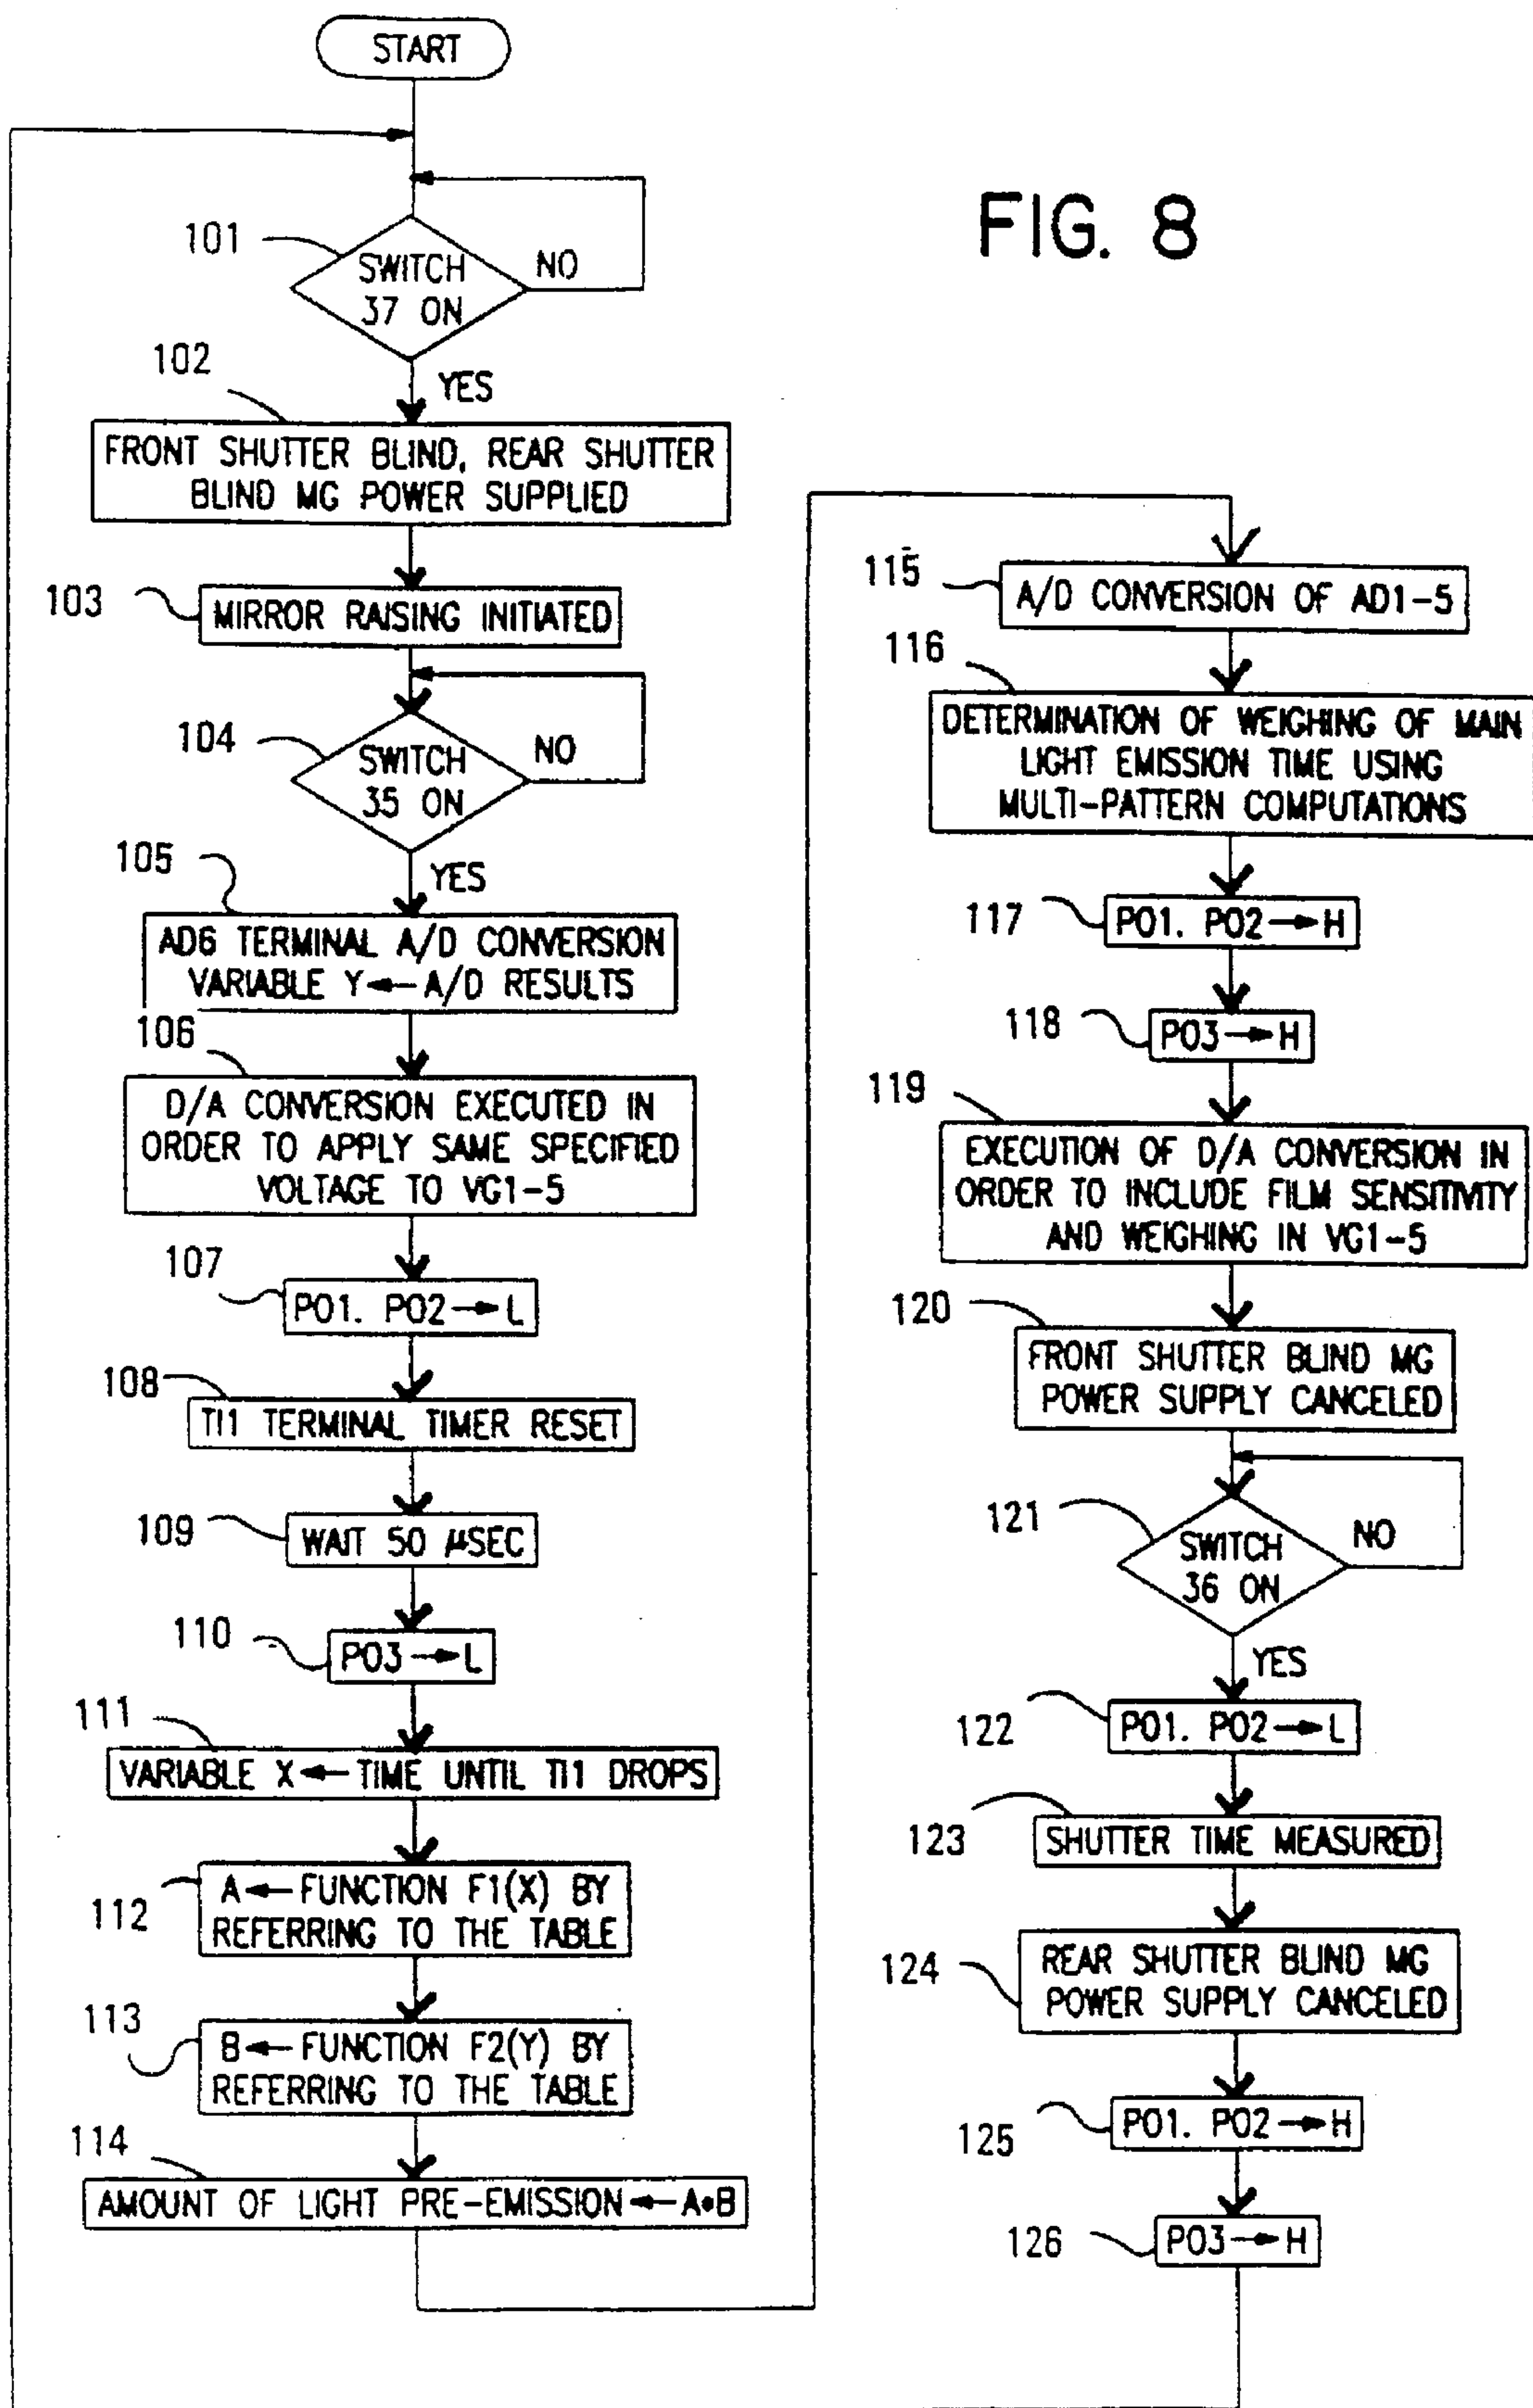 FIG. 8
START
101
SWITCH
37 ON
NO
YES
102
FRONT SHUTTER BLIND, REAR SHUTTER
BLIND MG POWER SUPPLIED
103
MIRROR RAISING INITIATED
104
SWITCH
35 ON
NO
YES
105
AD6 TERMINAL A/D CONVERSION
VARIABLE Y ← A/D RESULTS
106
D/A CONVERSION EXECUTED IN
ORDER TO APPLY SAME SPECIFIED
VOLTAGE TO VG1-5
107
PO1. PO2 → L
108
TI1 TERMINAL TIMER RESET
109
WAIT 50 μSEC
110
PO3 → L
111
VARIABLE X ← TIME UNTIL TI1 DROPS
112
A ← FUNCTION F1(X) BY
REFERRING TO THE TABLE
113
B ← FUNCTION F2(Y) BY
REFERRING TO THE TABLE
114
AMOUNT OF LIGHT PRE-EMISSION ← A•B
115
A/D CONVERSION OF AD1-5
116
DETERMINATION OF WEIGHING OF MAIN
LIGHT EMISSION TIME USING
MULTI-PATTERN COMPUTATIONS
117
PO1. PO2 → H
118
PO3 → H
119
EXECUTION OF D/A CONVERSION IN
ORDER TO INCLUDE FILM SENSITIVITY
AND WEIGHING IN VG1-5
120
FRONT SHUTTER BLIND MG
POWER SUPPLY CANCELED
121
SWITCH
36 ON
NO
YES
122
PO1. PO2 → L
123
SHUTTER TIME MEASURED
124
REAR SHUTTER BLIND MG
POWER SUPPLY CANCELED
125
PO1. PO2 → H
126
PO3 → H